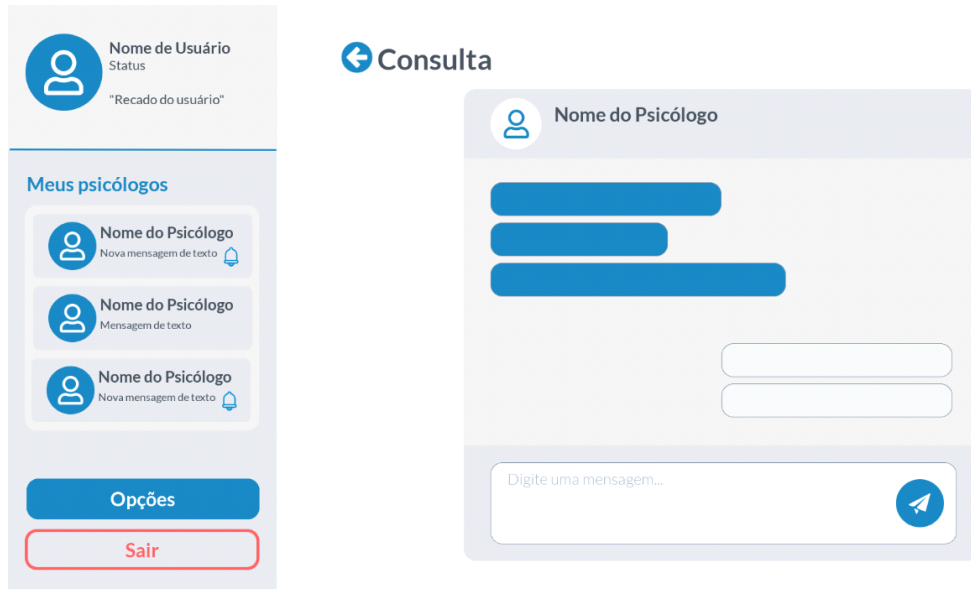 Nome de Usuário
Status
"Recado do usuário"
Meus psicólogos
Nome do Psicólogo
Nova mensagem de texto
Nome do Psicólogo
Mensagem de texto
Nome do Psicólogo
Nova mensagem de texto
Opções
Sair
Consulta
Nome do Psicólogo
Digite uma mensagem...